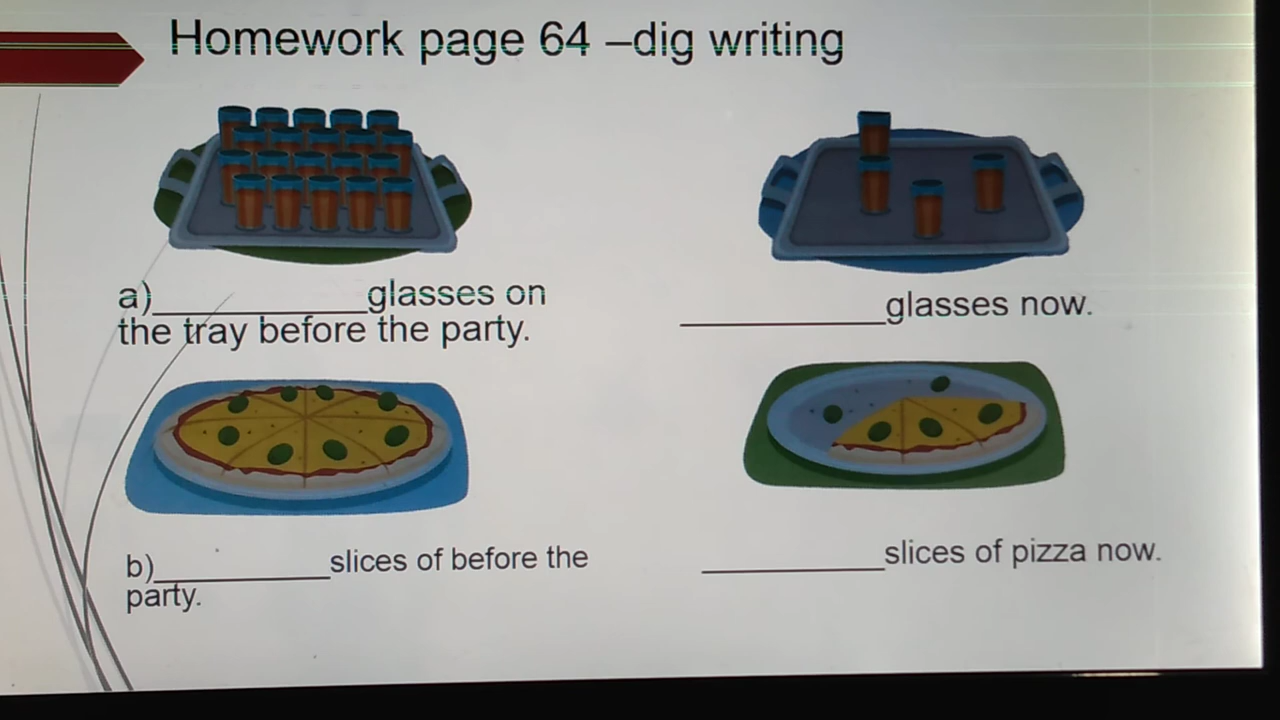 Homework page 64 –dig writing
a)____________glasses on
the tray before the party.
____________glasses now.
b)__________slices of before the
party.
__________slices of pizza now.